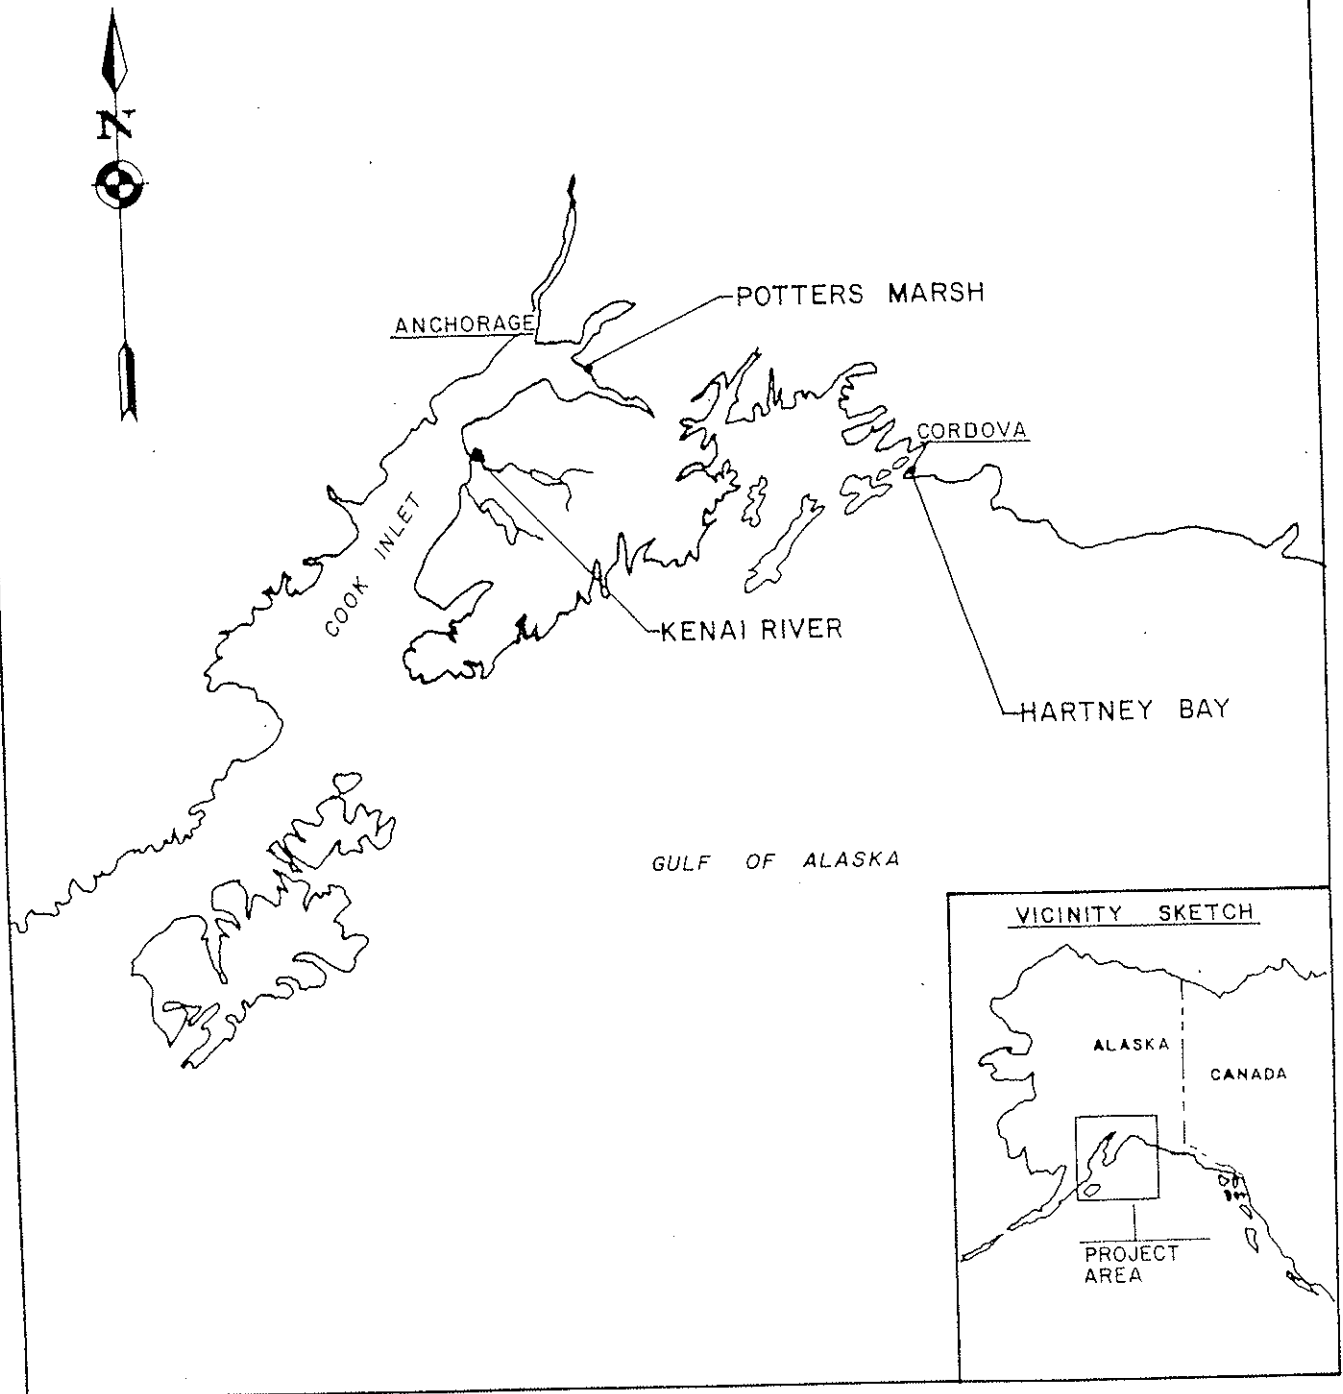 N
POTTERS MARSH
ANCHORAGE
CORDOVA
COOK INLET
KENAI RIVER
HARTNEY BAY
GULF OF ALASKA
VICINITY SKETCH
ALASKA
CANADA
PROJECT
AREA